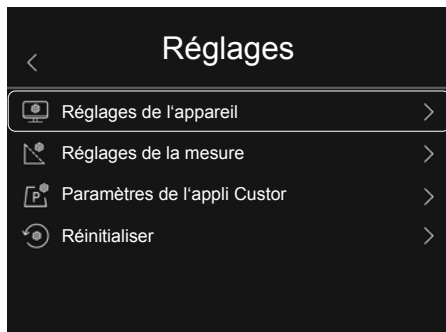 Réglages
Réglages de l‘appareil
Réglages de la mesure
P
Paramètres de l‘appli Custor
Réinitialiser